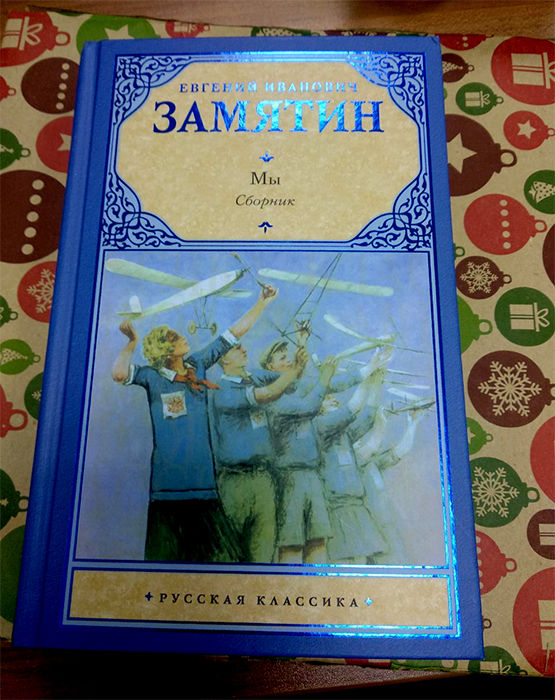 ЕВГЕНИЙ ИВАНОВИЧ
ЗАМЯТИН
Мы
Сборник
РУССКАЯ КЛАССИКА